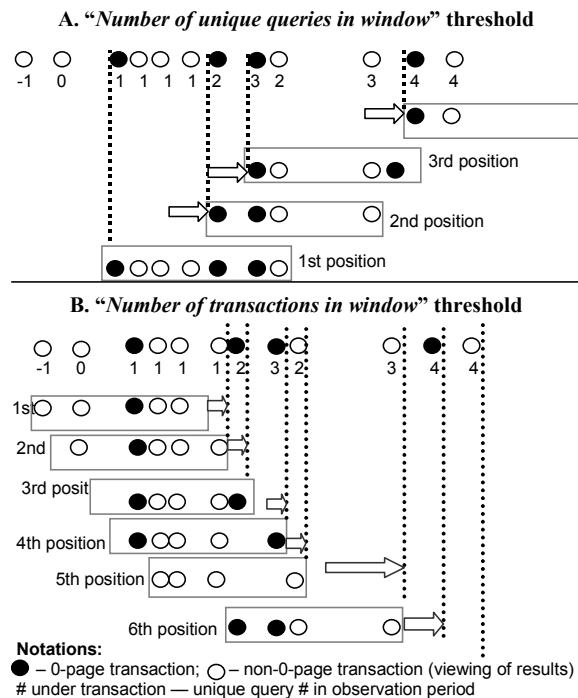 A. “Number of unique queries in window” threshold
-1 0 1 1 1 1 2 3 2 3 4 4
3rd position
2nd position
1st position
B. “Number of transactions in window” threshold
-1 0 1 1 1 1 2 3 2 3 4 4
1st
2nd
3rd posit
4th position
5th position
6th position
Notations:
– 0-page transaction; – non-0-page transaction (viewing of results)
# under transaction — unique query # in observation period